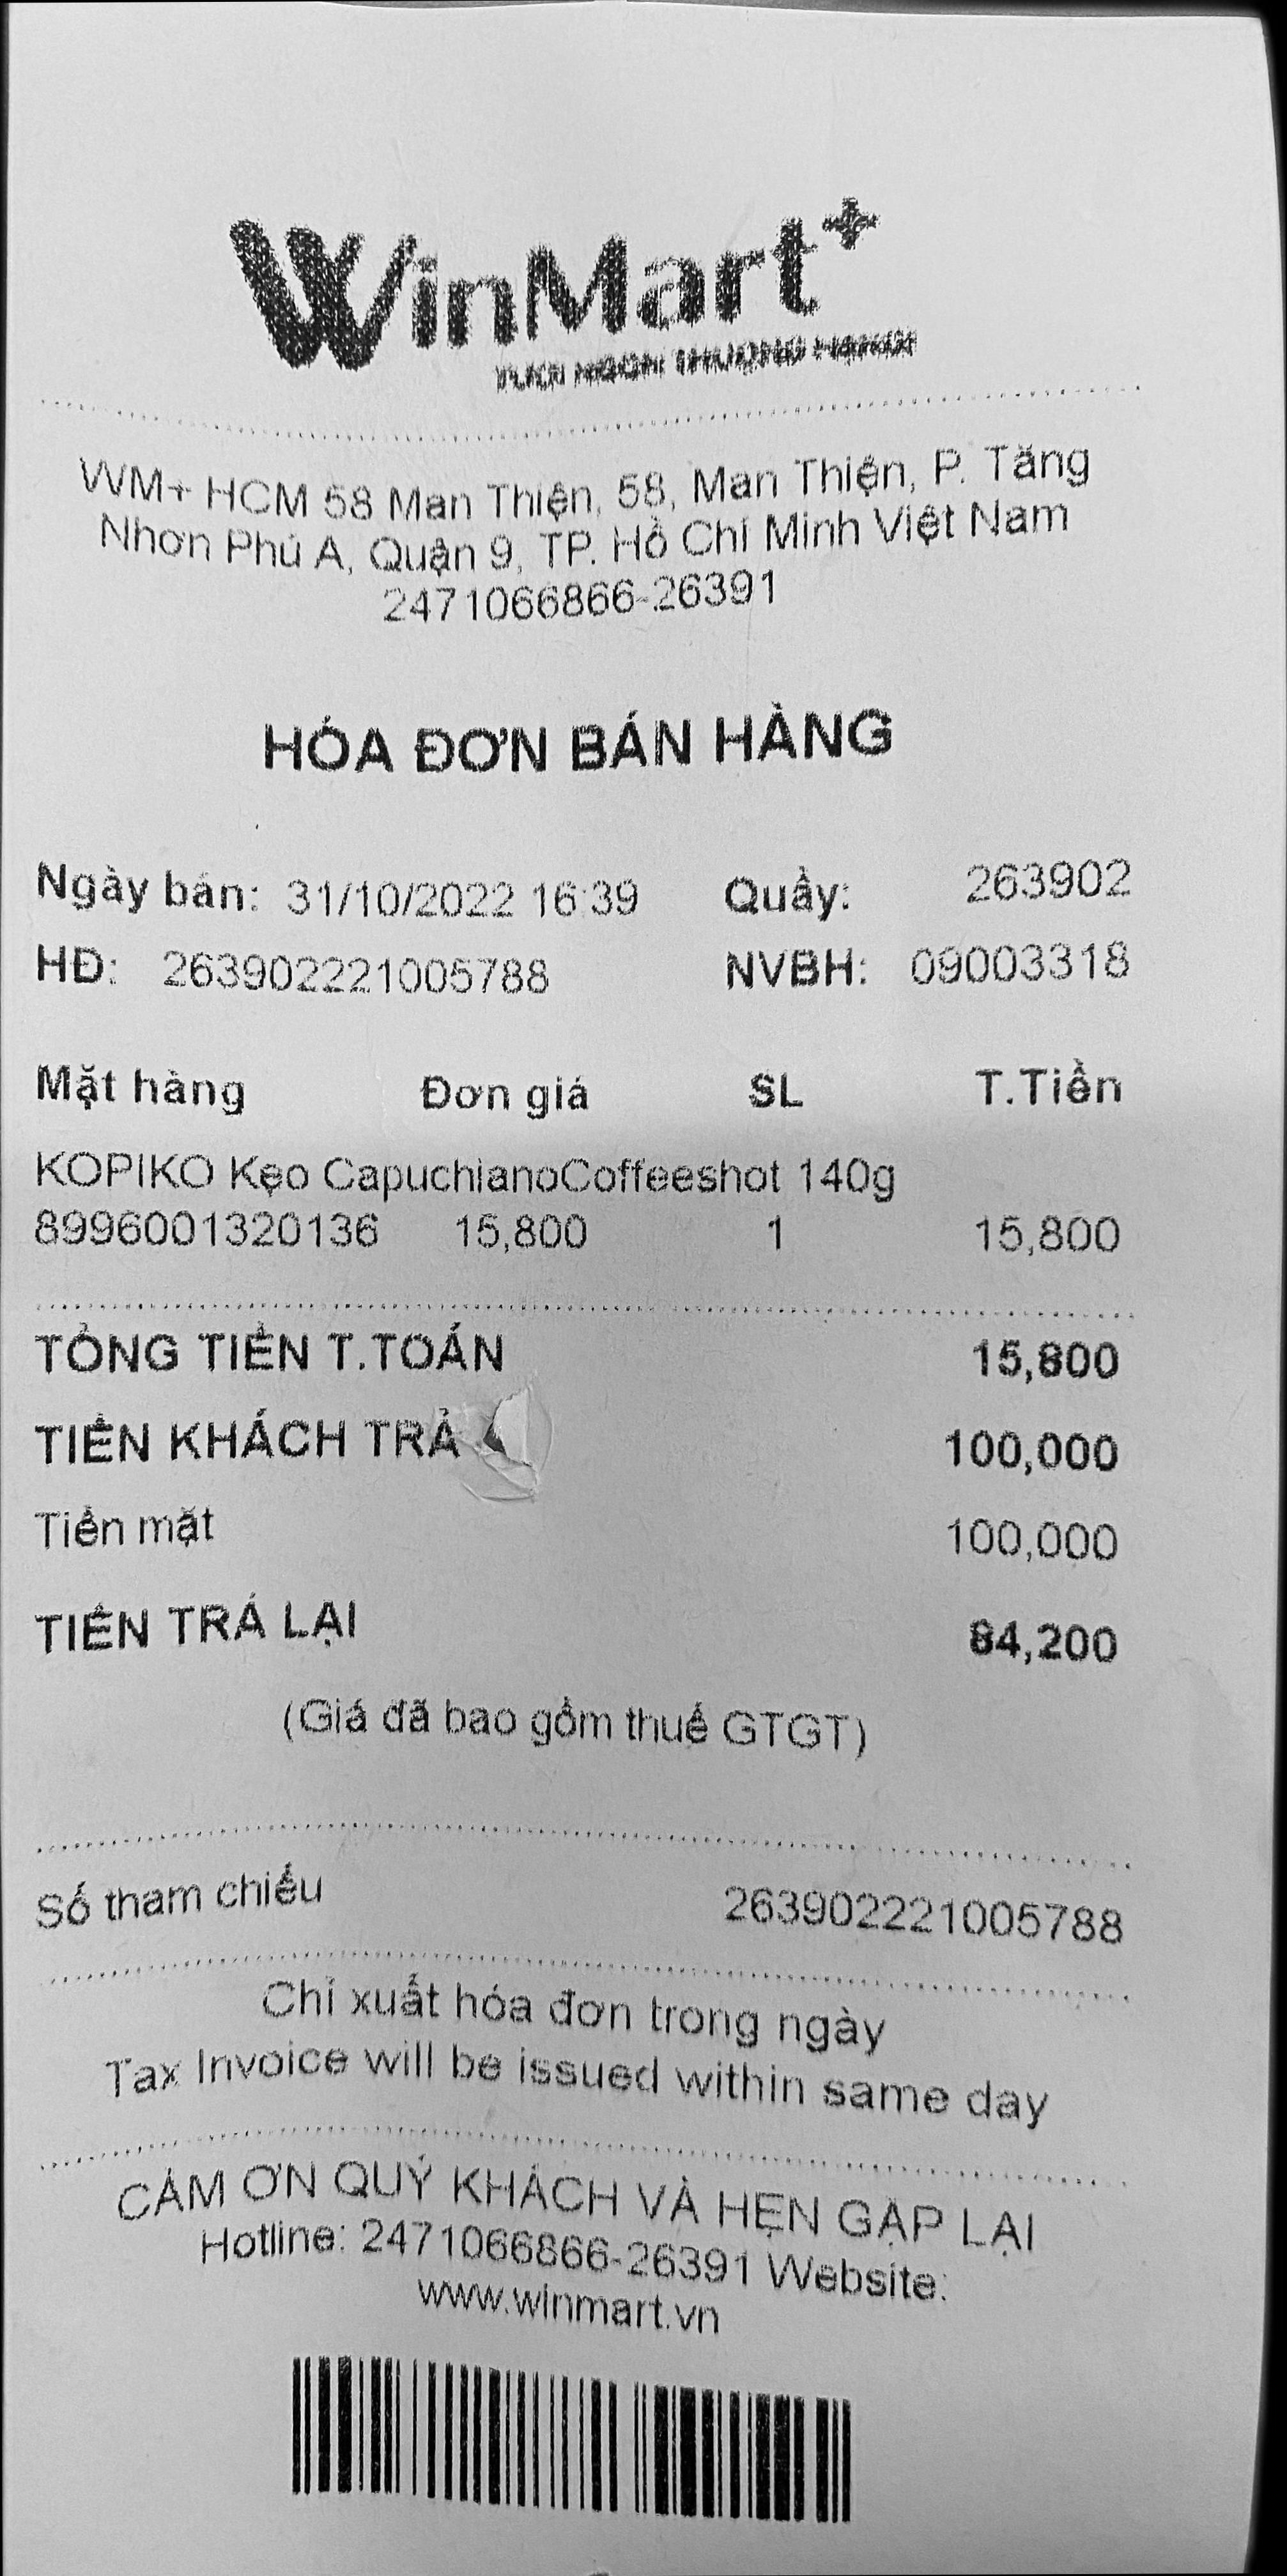 WinMart+
TƯƠI NGON THƯỢNG HẠNG
WM+ HCM 58 Man Thiện, 58, Man Thiện, P. Tăng
Nhơn Phú A, Quận 9, TP. Hồ Chí Minh Việt Nam
2471066866-26391
HÓA ĐƠN BÁN HÀNG
Ngày bán: 31/10/2022 16:39 Quầy: 263902
HĐ: 263902221005788 NVBH: 09003318
Mặt hàng Đơn giá SL T.Tiền
KOPIKO Kẹo CapuchianoCoffeeshot 140g
8996001320136 15,800 1 15,800
TỔNG TIỀN T.TOÁN 15,800
TIỀN KHÁCH TRẢ 100,000
Tiền mặt 100,000
TIỀN TRẢ LẠI 84,200
(Giá đã bao gồm thuế GTGT)
Số tham chiếu 263902221005788
Chỉ xuất hóa đơn trong ngày
Tax Invoice will be issued within same day
CẢM ƠN QUÝ KHÁCH VÀ HẸN GẶP LẠI
Hotline: 2471066866-26391 Website:
www.winmart.vn